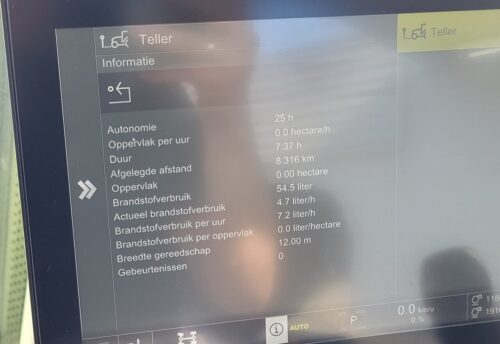 Teller
Teller
Informatie
Autonomie 25 h
Oppervlak per uur 0.0 hectare/h
Duur 7:37 h
Afgelegde afstand 8.316 km
Oppervlak 0.00 hectare
Brandstofverbruik 54.5 liter
Actueel brandstofverbruik 4.7 liter/h
Brandstofverbruik per uur 7.2 liter/h
Brandstofverbruik per oppervlak 0.0 liter/hectare
Breedte gereedschap 12.00 m
Gebeurtenissen 0
AUTO
P
0.0 km/u
0 %